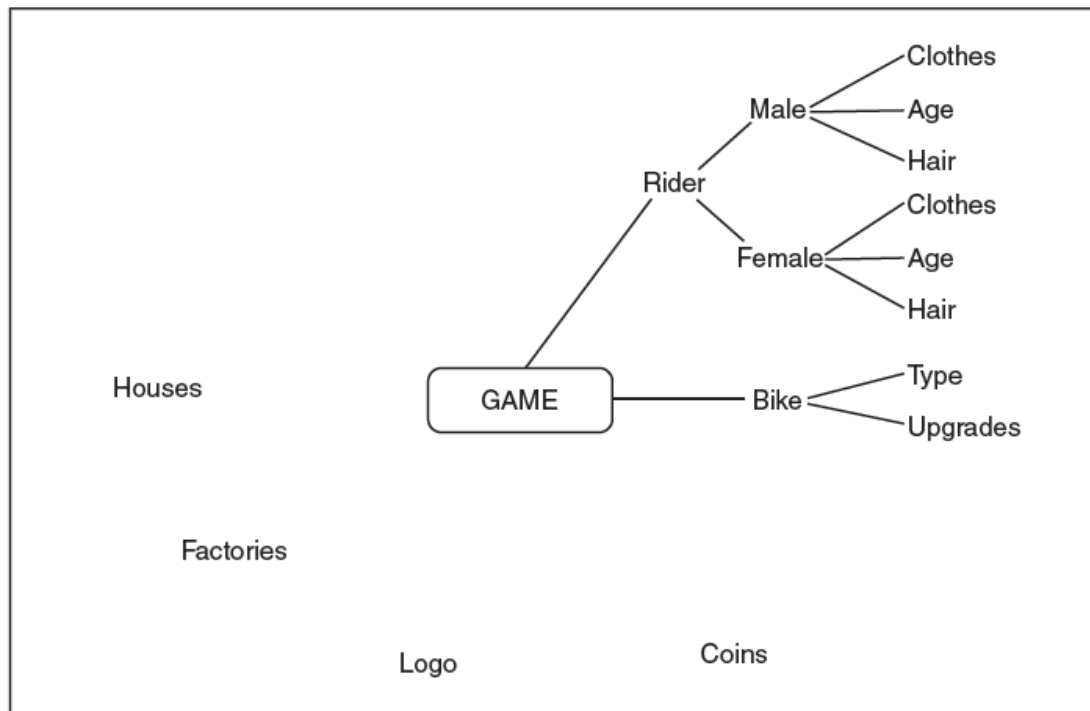 Clothes
Male
Age
Hair
Rider
Clothes
Female
Age
Hair
Houses
GAME
Bike
Type
Upgrades
Factories
Logo
Coins